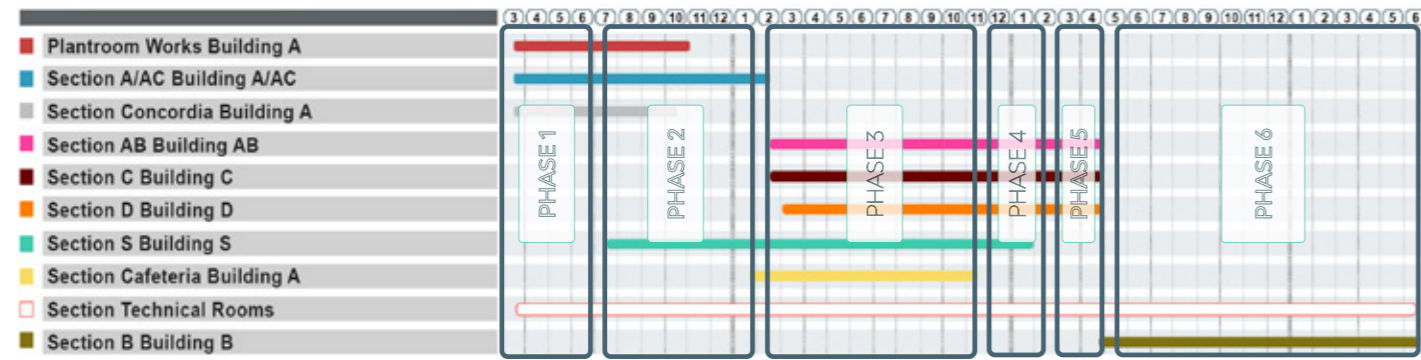 3 4 5 6 7 8 9 10 11 12 1 2 3 4 5 6 7 8 9 10 11 12 1 2 3 4 5 6 7 8 9 10 11 12 1 2 3 4 5 6
Plantroom Works Building A
Section A/AC Building A/AC
Section Concordia Building A
Section AB Building AB
Section C Building C
Section D Building D
Section S Building S
Section Cafeteria Building A
Section Technical Rooms
Section B Building B
PHASE 1
PHASE 2
PHASE 3
PHASE 4
PHASE 5
PHASE 6